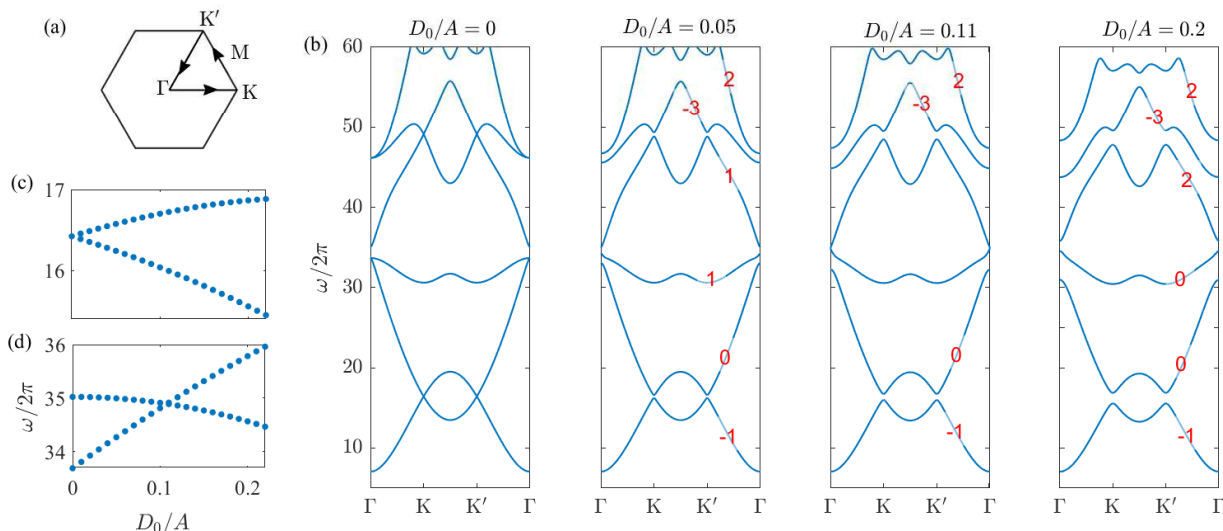 (a)
K′
M
Γ
K
(b)
D₀/A = 0
D₀/A = 0.05
D₀/A = 0.11
D₀/A = 0.2
60
50
40
30
20
10
ω/2π
Γ K K′ Γ
2
-3
1
1
0
-1
Γ K K′ Γ
2
-3
0
-1
Γ K K′ Γ
2
-3
2
0
0
-1
Γ K K′ Γ
(c)
17
16
(d)
36
35
34
33
ω/2π
0 0.1 0.2
D₀/A